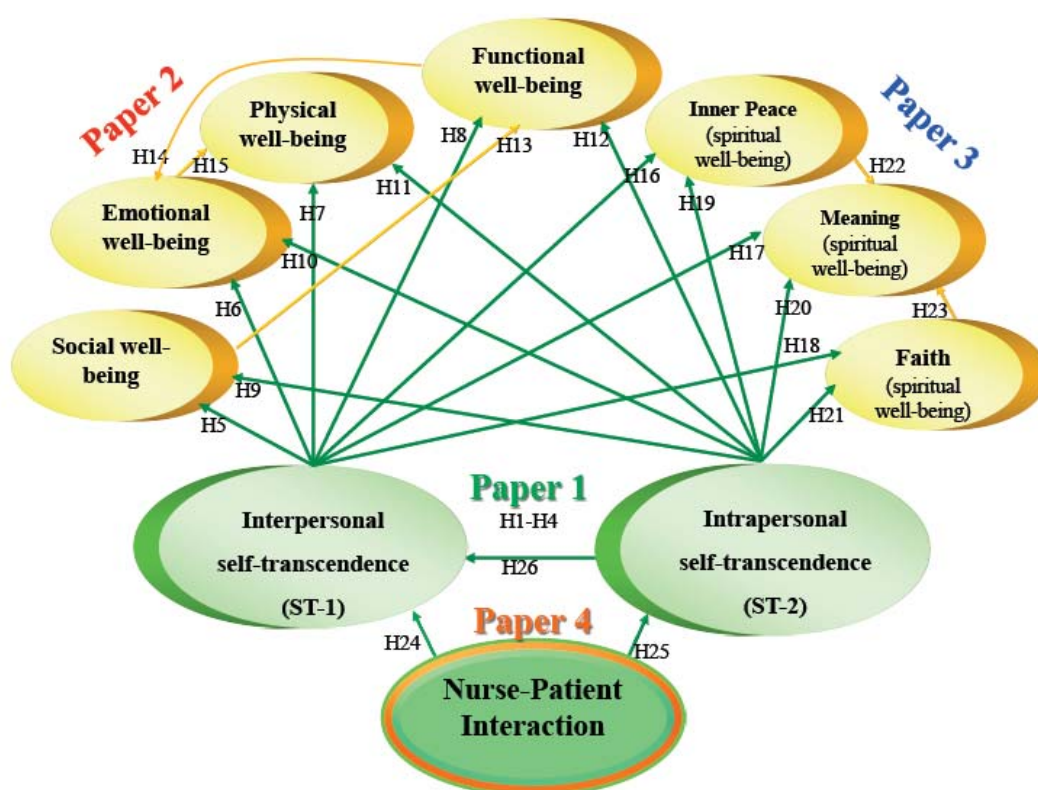 Functional
well-being
Paper 2
Physical
well-being
Inner Peace
(spiritual
well-being)
Paper 3
H8
H13
H12
H14
H15
H11
H16
H22
H7
H19
Emotional
well-being
Meaning
(spiritual
well-being)
H10
H17
H6
H20
H23
Social well-
being
H18
Faith
(spiritual
well-being)
H9
H5
H21
Paper 1
H1-H4
H26
Interpersonal
self-transcendence
(ST-1)
Intrapersonal
self-transcendence
(ST-2)
Paper 4
H24
H25
Nurse-Patient
Interaction